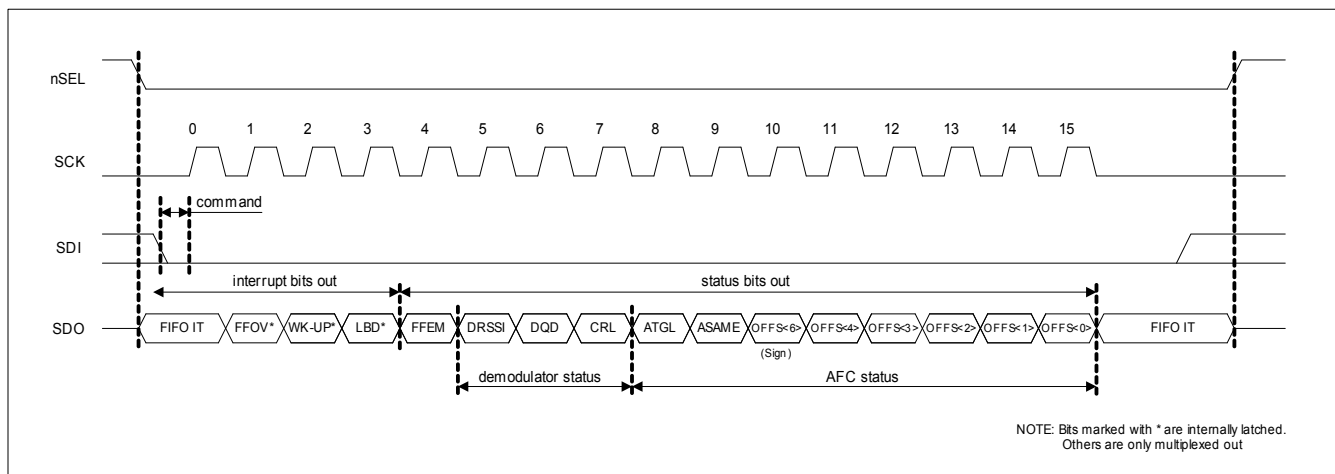 nSEL
0 1 2 3 4 5 6 7 8 9 10 11 12 13 14 15
SCK
command
SDI
interrupt bits out status bits out
SDO FIFO IT FFOV* WK-UP* LBD* FFEM DRSSI DQD CRL ATGL ASAME OFFS<6> OFFS<4> OFFS<3> OFFS<2> OFFS<1> OFFS<0> FIFO IT
(Sign)
demodulator status AFC status
NOTE: Bits marked with * are internally latched.
Others are only multiplexed out